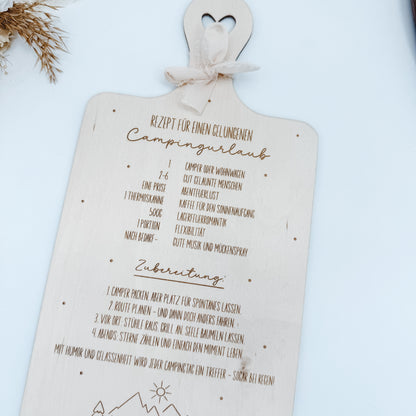 REZEPT FÜR EINEN GELUNGENEN
Campingurlaub
1 CAMPER ODER WOHNWAGEN
2-6 GUT GELAUNTE MENSCHEN
EINE PRISE ABENTEUERLUST
1 THERMOSKANNE KAFFEE FÜR DEN SONNENAUFGANG
500G LAGERFEUERROMANTIK
1 PORTION FLEXIBILITÄT
NACH BEDARF- GUTE MUSIK UND MÜCKENSPRAY
Zubereitung:
1. CAMPER PACKEN, ABER PLATZ FÜR SPONTANES LASSEN.
2. ROUTE PLANEN - UND DANN DOCH ANDERS FAHREN.
3. VOR ORT: STÜHLE RAUS, GRILL AN, SEELE BAUMELN LASSEN.
4. ABENDS: STERNE ZÄHLEN UND EINFACH DEN MOMENT LEBEN.
MIT HUMOR UND GELASSENHEIT WIRD JEDER CAMPINGTAG EIN TREFFER - SOGAR BEI REGEN!